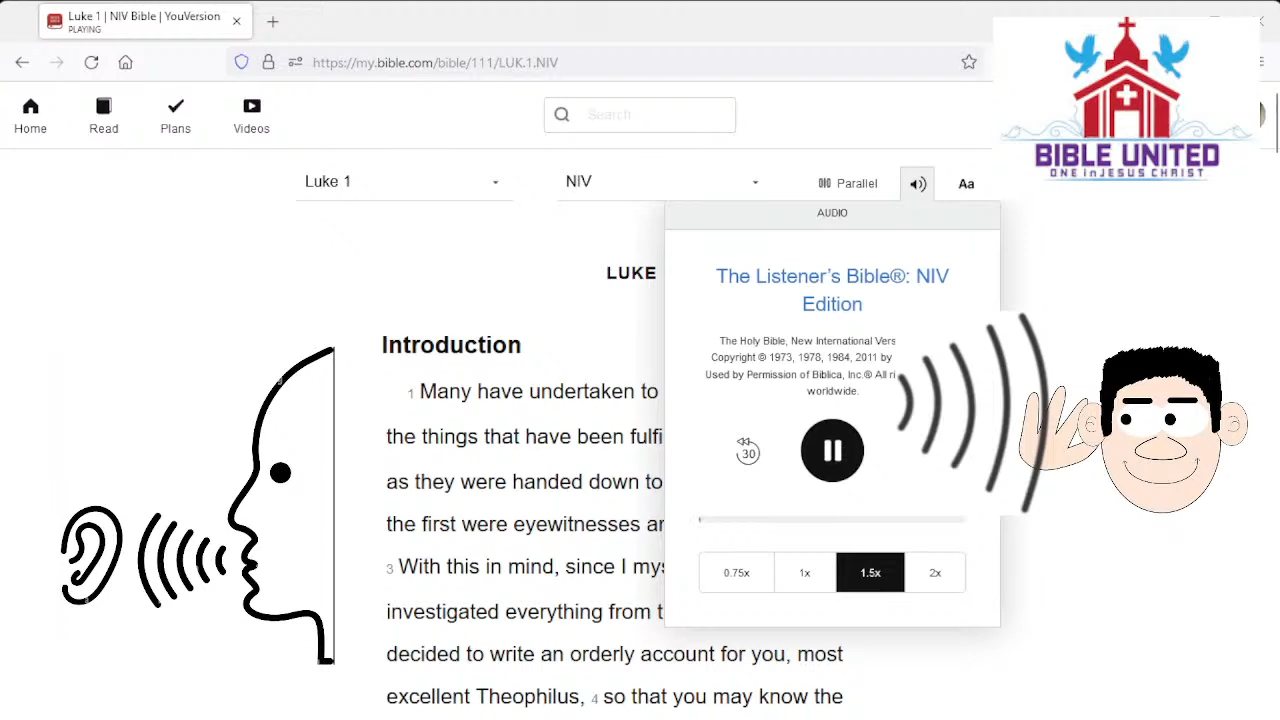 Luke 1 | NIV Bible | YouVersion
PLAYING
https://my.bible.com/bible/111/LUK.1.NIV
Home
Read
Plans
Videos
Search
BIBLE UNITED
ONE in JESUS CHRIST
Luke 1
NIV
Parallel
Aa
AUDIO
LUKE
The Listener's Bible®: NIV
Edition
The Holy Bible, New International Vers
Copyright © 1973, 1978, 1984, 2011 by
Used by Permission of Biblica, Inc.® All ri
worldwide.
30
0.75x
1x
1.5x
2x
Introduction
1 Many have undertaken to
the things that have been fulfi
as they were handed down to
the first were eyewitnesses a
3 With this in mind, since I mys
investigated everything from t
decided to write an orderly account for you, most
excellent Theophilus, 4 so that you may know the